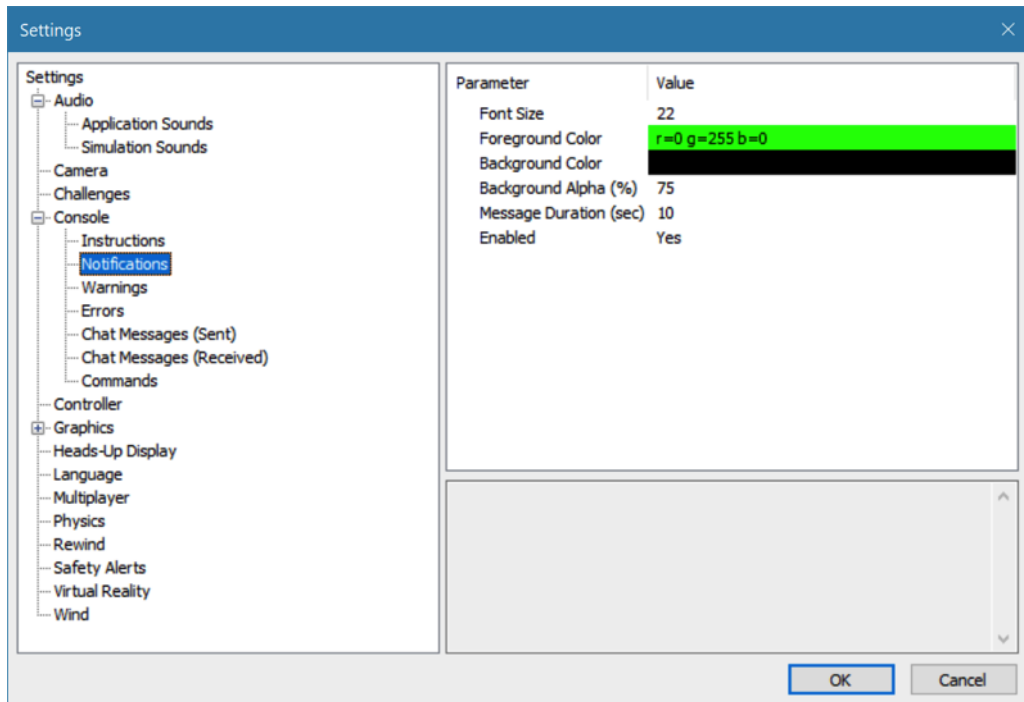 Settings
Settings
Audio
Application Sounds
Simulation Sounds
Camera
Challenges
Console
Instructions
Notifications
Warnings
Errors
Chat Messages (Sent)
Chat Messages (Received)
Commands
Controller
Graphics
Heads-Up Display
Language
Multiplayer
Physics
Rewind
Safety Alerts
Virtual Reality
Wind
Parameter Value
Font Size 22
Foreground Color r=0 g=255 b=0
Background Color
Background Alpha (%) 75
Message Duration (sec) 10
Enabled Yes
OK Cancel